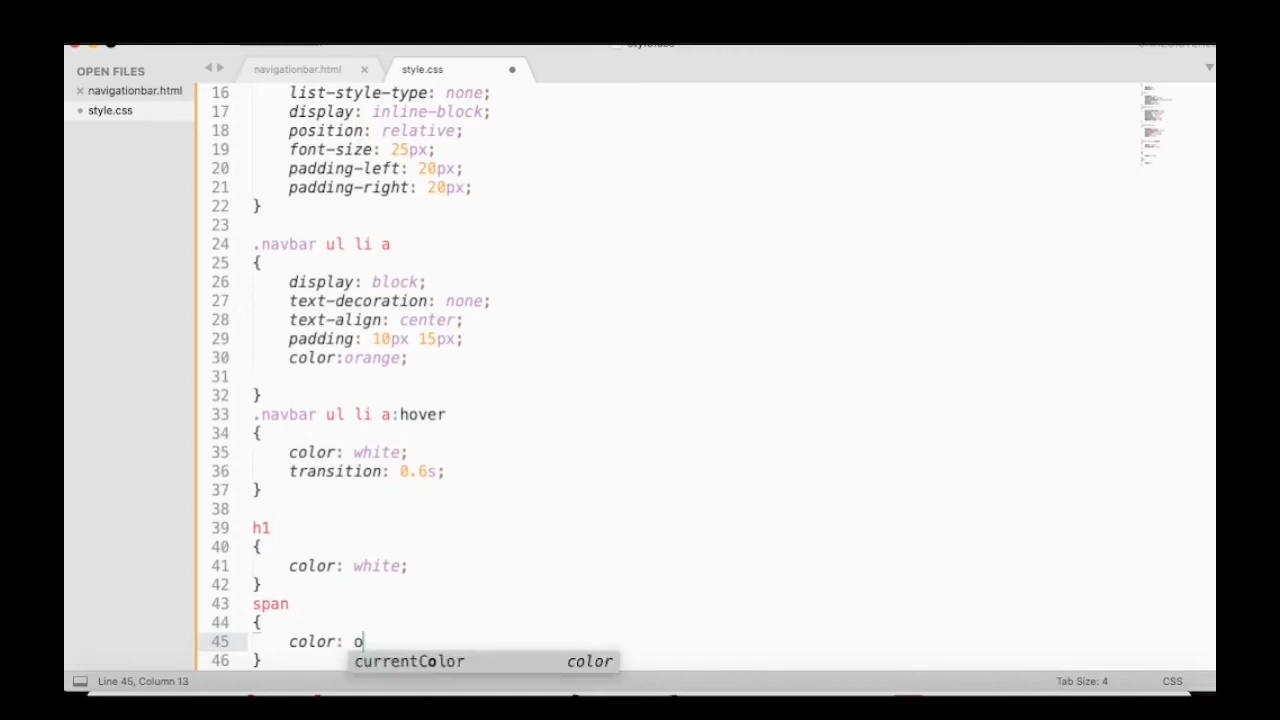 OPEN FILES
navigationbar.html
style.css
navigationbar.html
style.css
16 list-style-type: none;
17 display: inline-block;
18 position: relative;
19 font-size: 25px;
20 padding-left: 20px;
21 padding-right: 20px;
22 }
23
24 .navbar ul li a
25 {
26 display: block;
27 text-decoration: none;
28 text-align: center;
29 padding: 10px 15px;
30 color:orange;
31
32 }
33 .navbar ul li a:hover
34 {
35 color: white;
36 transition: 0.6s;
37 }
38
39 h1
40 {
41 color: white;
42 }
43 span
44 {
45 color: o
46 }
currentColor color
Line 45, Column 13
Tab Size: 4
CSS